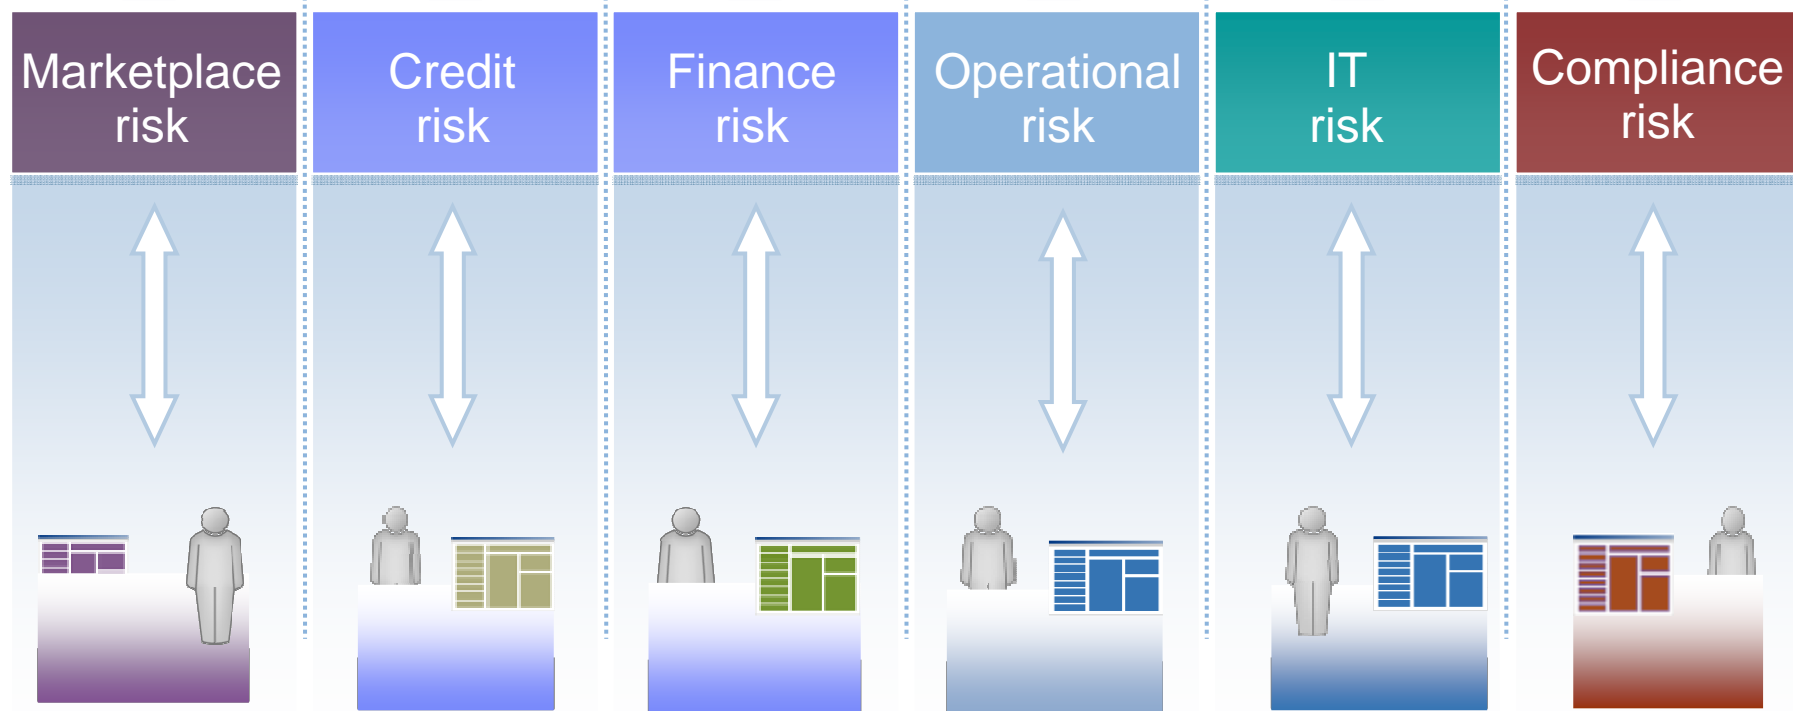 Marketplace
risk
Credit
risk
Finance
risk
Operational
risk
IT
risk
Compliance
risk